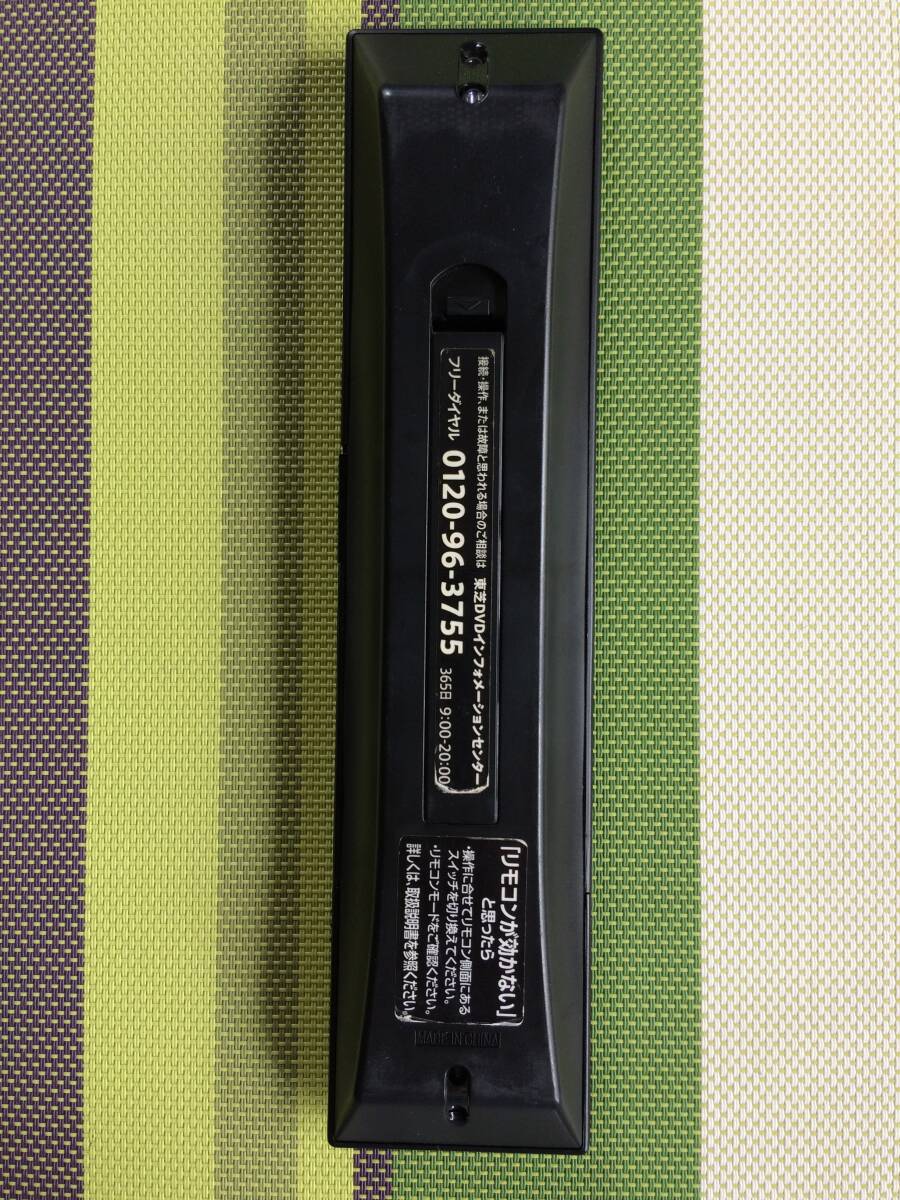 接続・操作、または故障と思われる場合のご相談は 東芝DVDインフォメーションセンター
フリーダイヤル 0120-96-3755 365日 9:00-20:00
「リモコンが効かない」
と思ったら
・操作に合せてリモコン側面にある
スイッチを切り換えてください。
・リモコンモードをご確認ください。
詳しくは、取扱説明書を参照ください。
MADE IN CHINA